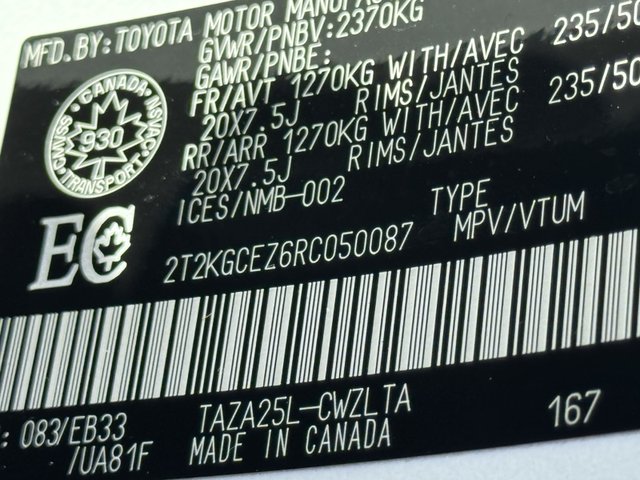 MFD.BY:TOYOTA MOTOR
GVWR/PNBV:2370KG
GAWR/PNBE:
FR/AVT 1270KG WITH/AVEC 235/50
20X7.5J RIMS/JANTES
RR/ARR 1270KG WITH/AVEC 235/50
20X7.5J RIMS/JANTES
ICES/NMB-002
CANADA
930
TRANSPORT
EC
2T2KGCEZ6RC050087
TYPE
MPV/VTUM
: 083/EB33 TAZA25L-CWZLTA 167
/UA81F MADE IN CANADA